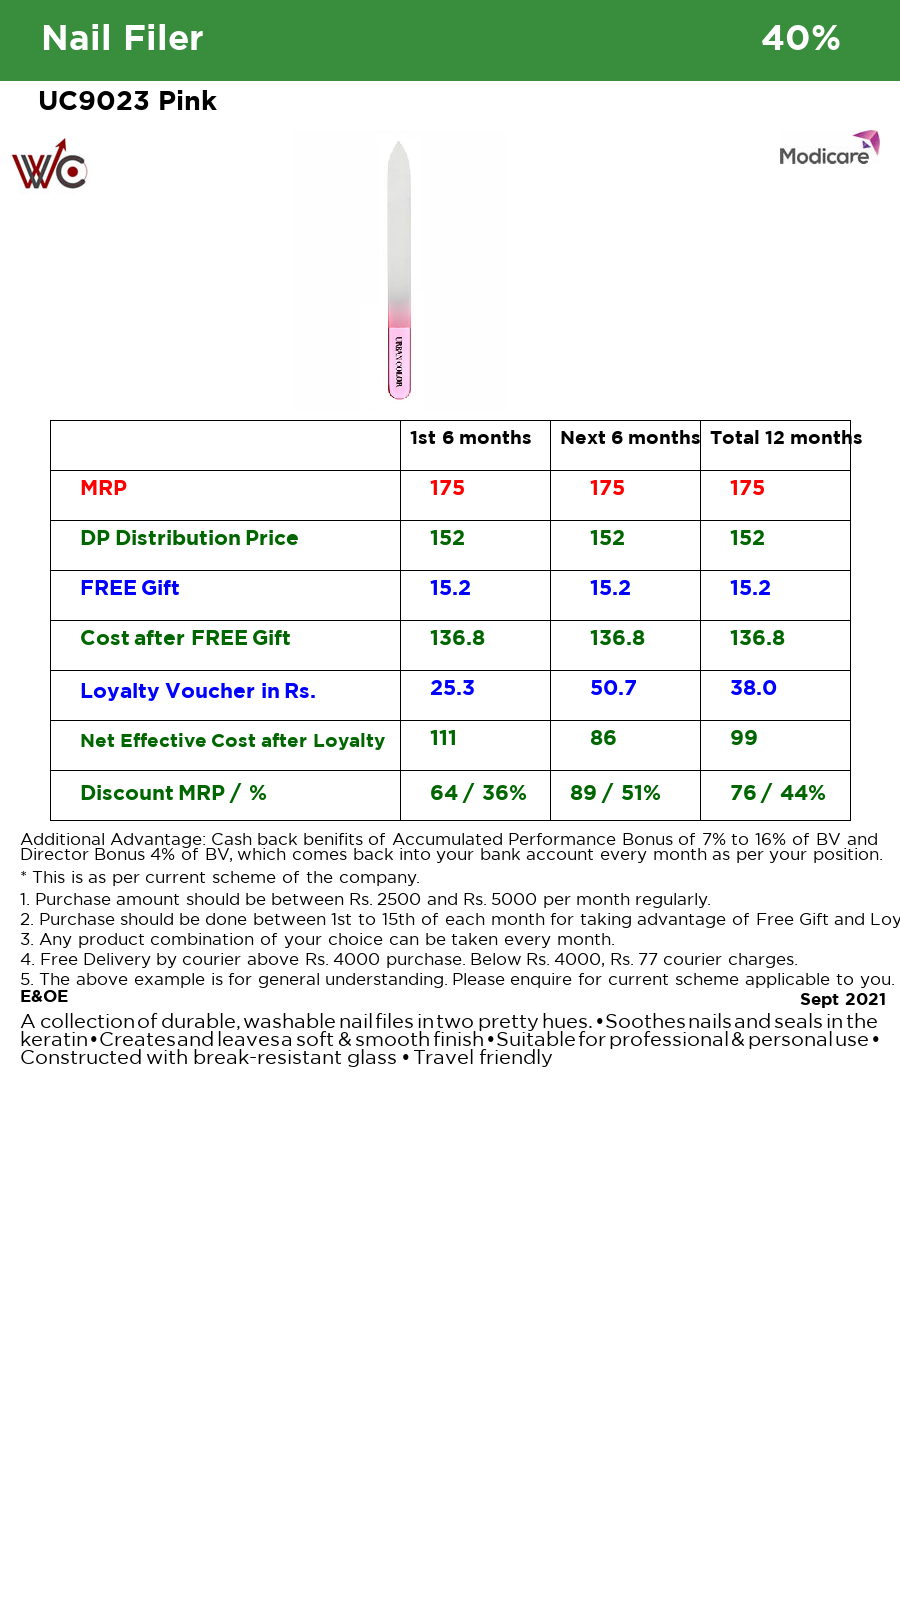 Nail Filer 40%
UC9023 Pink
WC
Modicare
URBAN COLOR
1st 6 months Next 6 months Total 12 months
MRP 175 175 175
DP Distribution Price 152 152 152
FREE Gift 15.2 15.2 15.2
Cost after FREE Gift 136.8 136.8 136.8
Loyalty Voucher in Rs. 25.3 50.7 38.0
Net Effective Cost after Loyalty 111 86 99
Discount MRP / % 64 / 36% 89 / 51% 76 / 44%
Additional Advantage: Cash back benifits of Accumulated Performance Bonus of 7% to 16% of BV and
Director Bonus 4% of BV, which comes back into your bank account every month as per your position.
* This is as per current scheme of the company.
1. Purchase amount should be between Rs. 2500 and Rs. 5000 per month regularly.
2. Purchase should be done between 1st to 15th of each month for taking advantage of Free Gift and Loy
3. Any product combination of your choice can be taken every month.
4. Free Delivery by courier above Rs. 4000 purchase. Below Rs. 4000, Rs. 77 courier charges.
5. The above example is for general understanding. Please enquire for current scheme applicable to you.
E&OE Sept 2021
A collection of durable, washable nail files in two pretty hues. • Soothes nails and seals in the
keratin • Creates and leaves a soft & smooth finish • Suitable for professional & personal use •
Constructed with break-resistant glass • Travel friendly